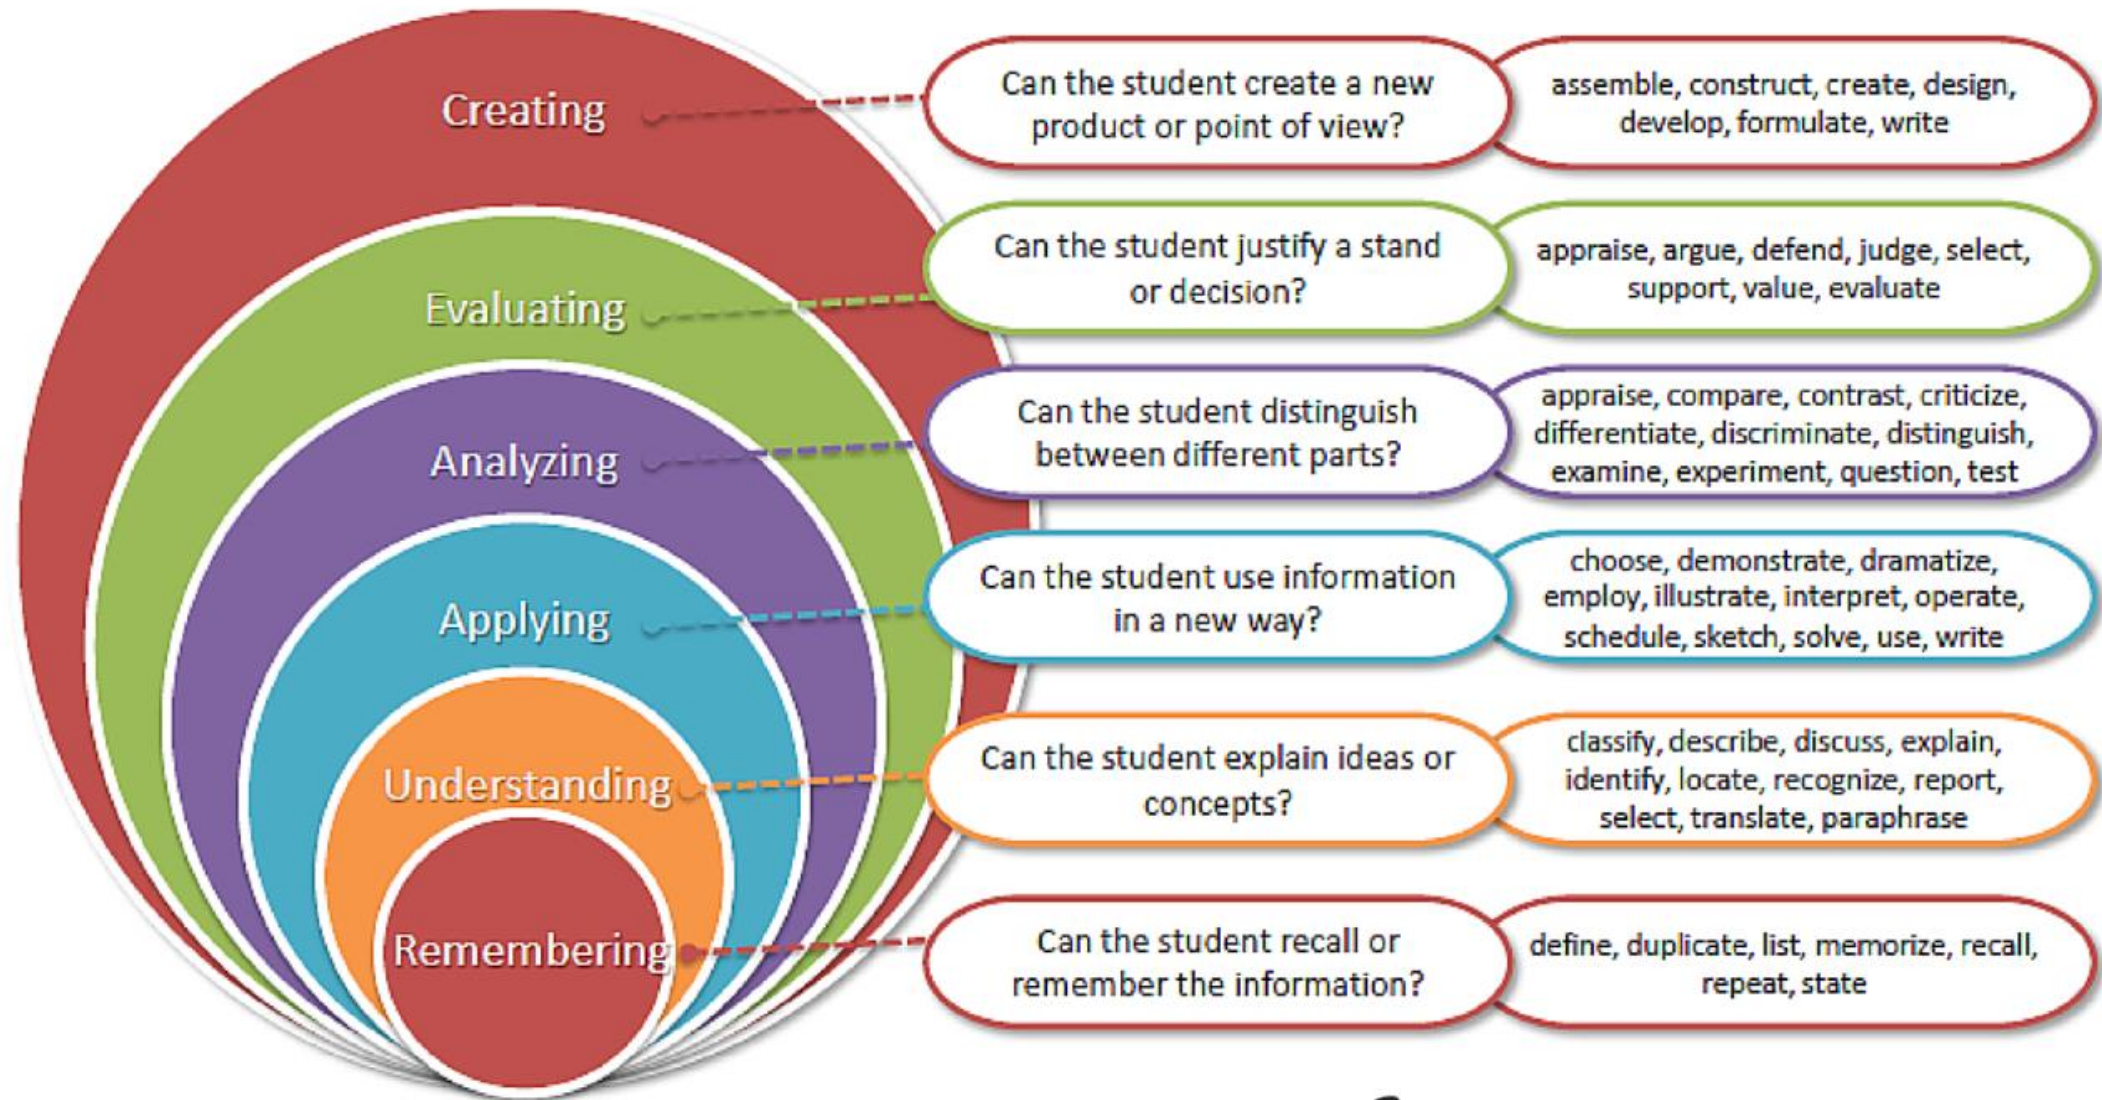 Creating
Can the student create a new
product or point of view?
assemble, construct, create, design,
develop, formulate, write
Evaluating
Can the student justify a stand
or decision?
appraise, argue, defend, judge, select,
support, value, evaluate
Analyzing
Can the student distinguish
between different parts?
appraise, compare, contrast, criticize,
differentiate, discriminate, distinguish,
examine, experiment, question, test
Applying
Can the student use information
in a new way?
choose, demonstrate, dramatize,
employ, illustrate, interpret, operate,
schedule, sketch, solve, use, write
Understanding
Can the student explain ideas or
concepts?
classify, describe, discuss, explain,
identify, locate, recognize, report,
select, translate, paraphrase
Remembering
Can the student recall or
remember the information?
define, duplicate, list, memorize, recall,
repeat, state